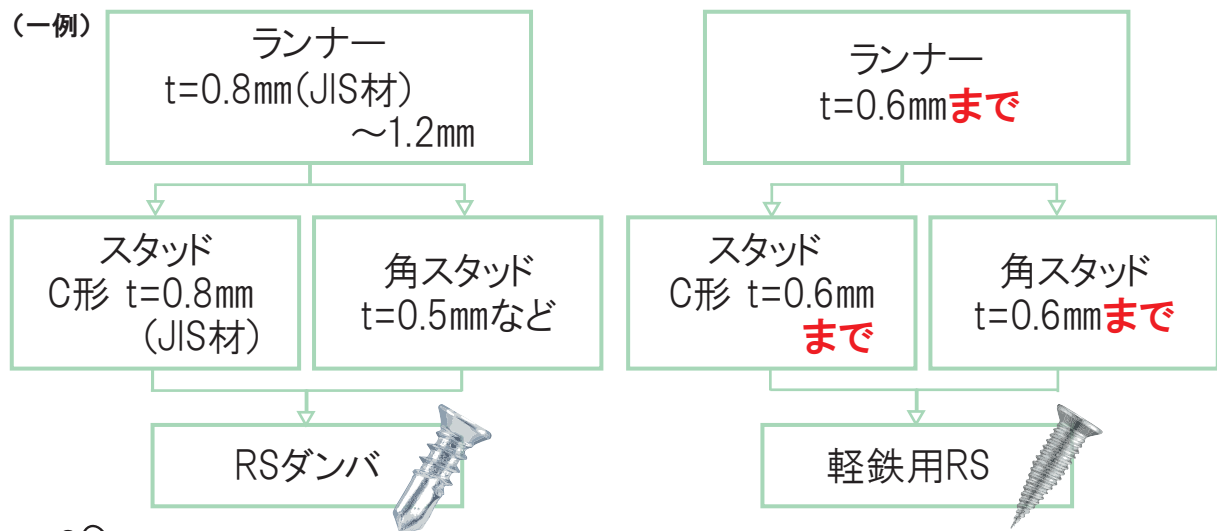 (一例)
ランナー
t=0.8mm(JIS材)
～1.2mm
スタッド
C形 t=0.8mm
(JIS材)
角スタッド
t=0.5mmなど
RSダンバ
ランナー
t=0.6mmまで
スタッド
C形 t=0.6mm
まで
角スタッド
t=0.6mmまで
軽鉄用RS